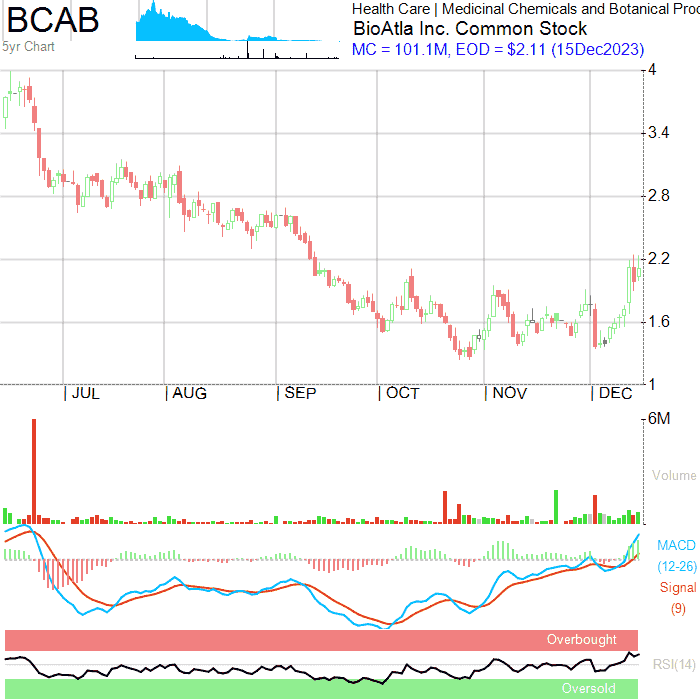 BCAB
5yr Chart
Health Care | Medicinal Chemicals and Botanical Proc
BioAtla Inc. Common Stock
MC = 101.1M, EOD = $2.11 (15Dec2023)
4
3.4
2.8
2.2
1.6
1
| JUL | AUG | SEP | OCT | NOV | DEC
6M
Volume
MACD
(12-26)
Signal
(9)
Overbought
RSI(14)
Oversold